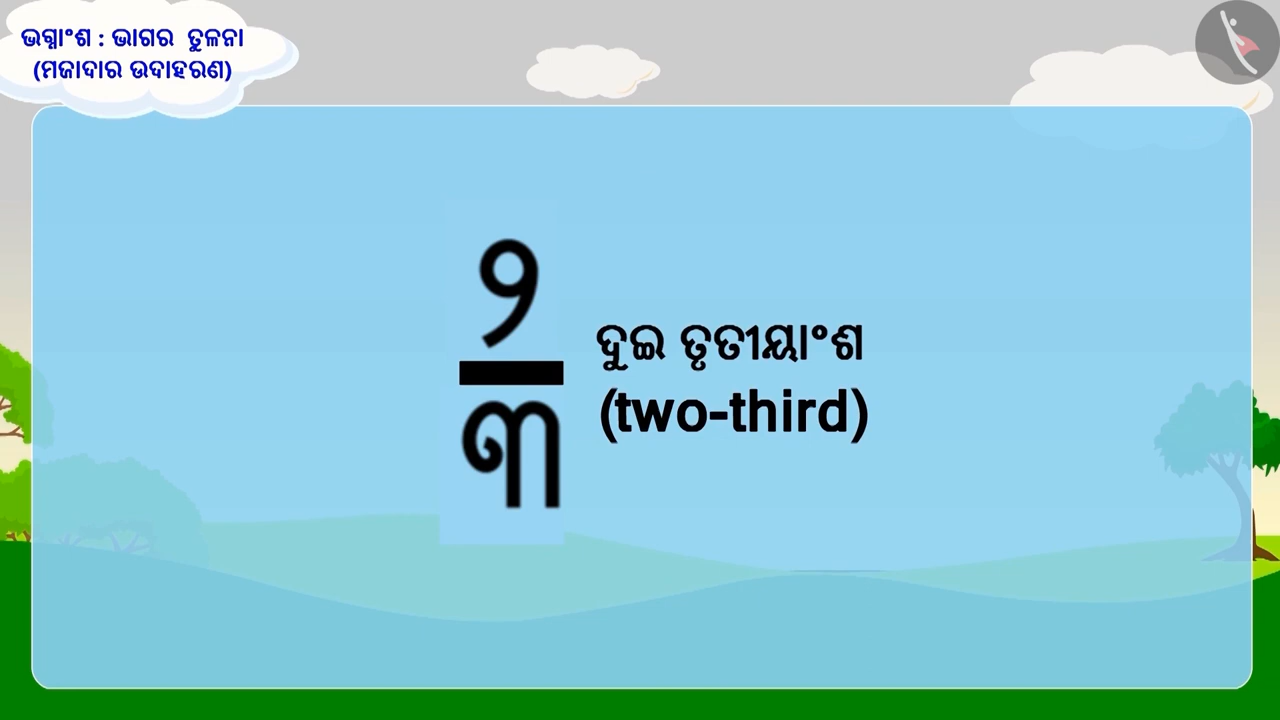 ଭଗ୍ନାଂଶ : ଭାଗର ତୁଳନା
(ମଜାଦାର ଉଦାହରଣ)
୨
୩
ଦୁଇ ତୃତୀୟାଂଶ
(two-third)